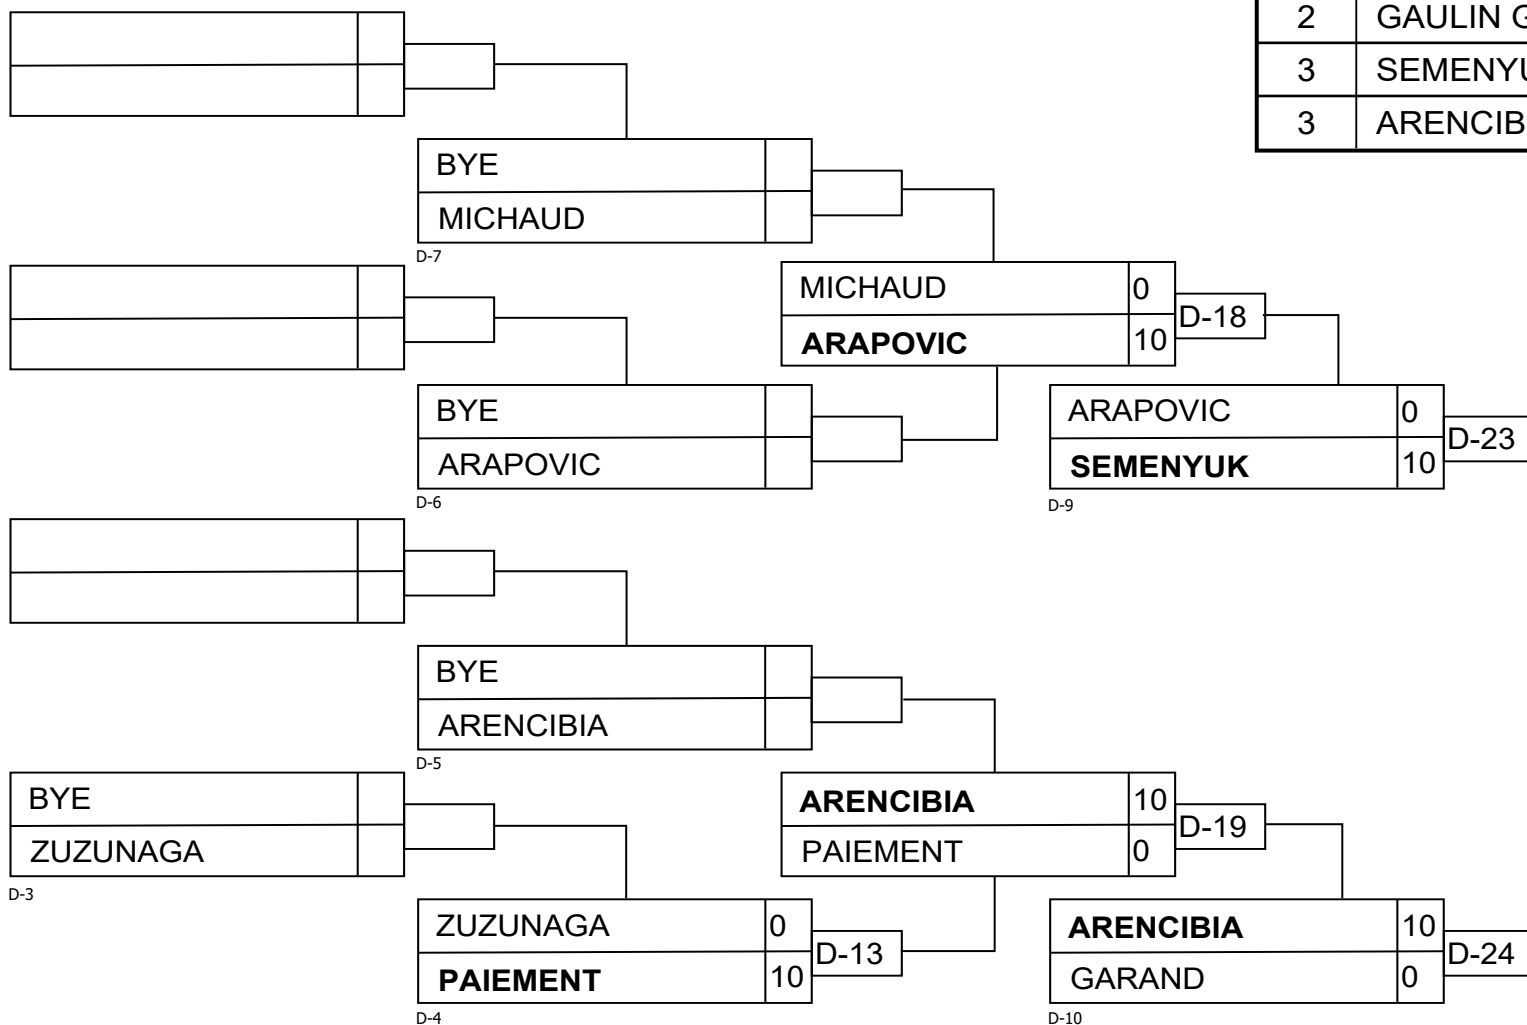 2 GAULIN G
3 SEMENYU
3 ARENCIB
BYE
MICHAUD
D-7
MICHAUD 0
ARAPOVIC 10
D-18
BYE
ARAPOVIC
D-6
ARAPOVIC 0
SEMENYUK 10
D-23
D-9
BYE
ARENCIBIA
D-5
BYE
ZUZUNAGA
D-3
ARENCIBIA 10
PAIEMENT 0
D-19
ZUZUNAGA 0
PAIEMENT 10
D-13
D-4
ARENCIBIA 10
GARAND 0
D-24
D-10